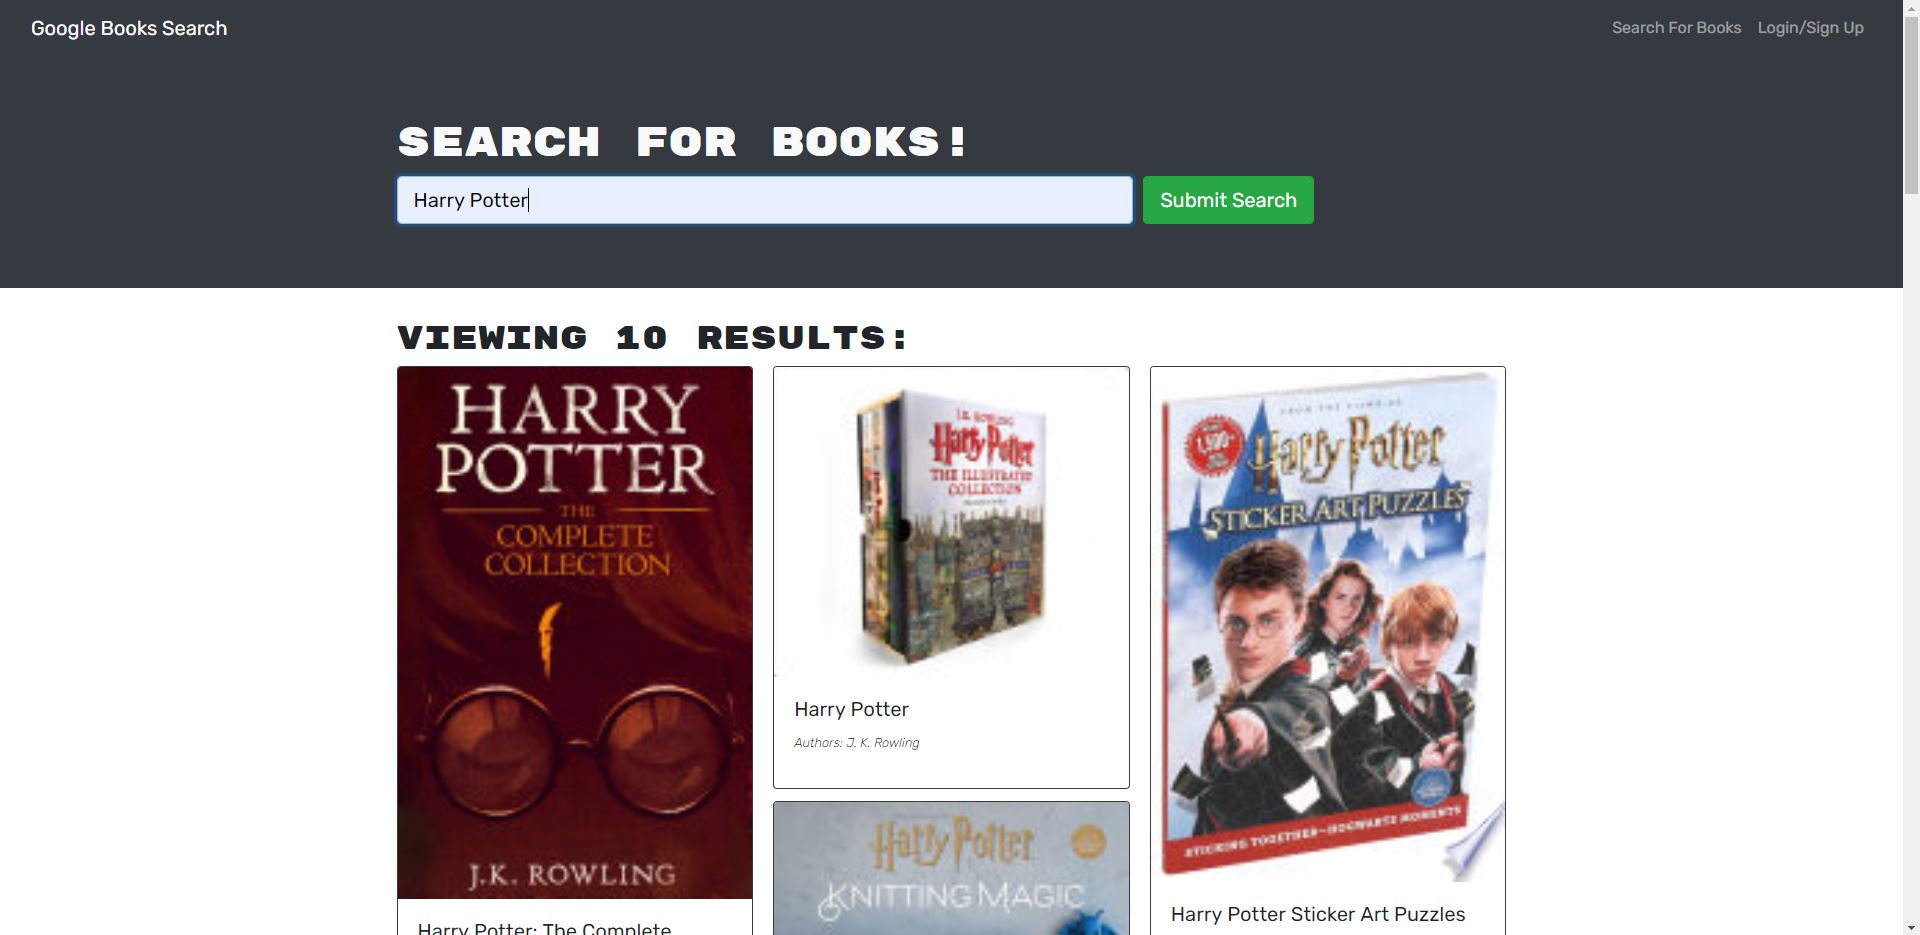 Google Books Search
Search For Books
Login/Sign Up
SEARCH FOR BOOKS!
Harry Potter
Submit Search
VIEWING 10 RESULTS:
HARRY
POTTER
THE
COMPLETE
COLLECTION
J.K. ROWLING
Harry Potter: The Complete
J.K. ROWLING
Harry Potter
THE ILLUSTRATED
COLLECTION
Harry Potter
Authors: J. K. Rowling
Harry Potter
KNITTING MAGIC
FROM THE FILMS OF
Harry Potter
STICKER ART PUZZLES
STICKING TOGETHER—HOGWARTS MOMENTS
Harry Potter Sticker Art Puzzles